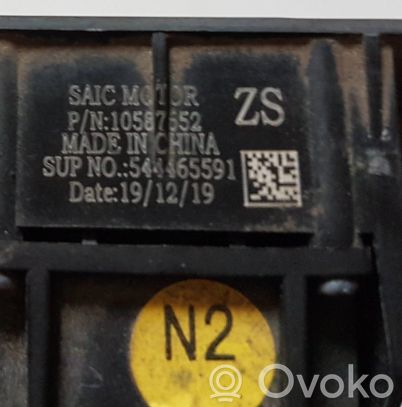 SAIC MOTOR ZS
P/N:10587552
MADE IN CHINA
SUP NO.:544465591
Date:19/12/19
N2
Ovoko